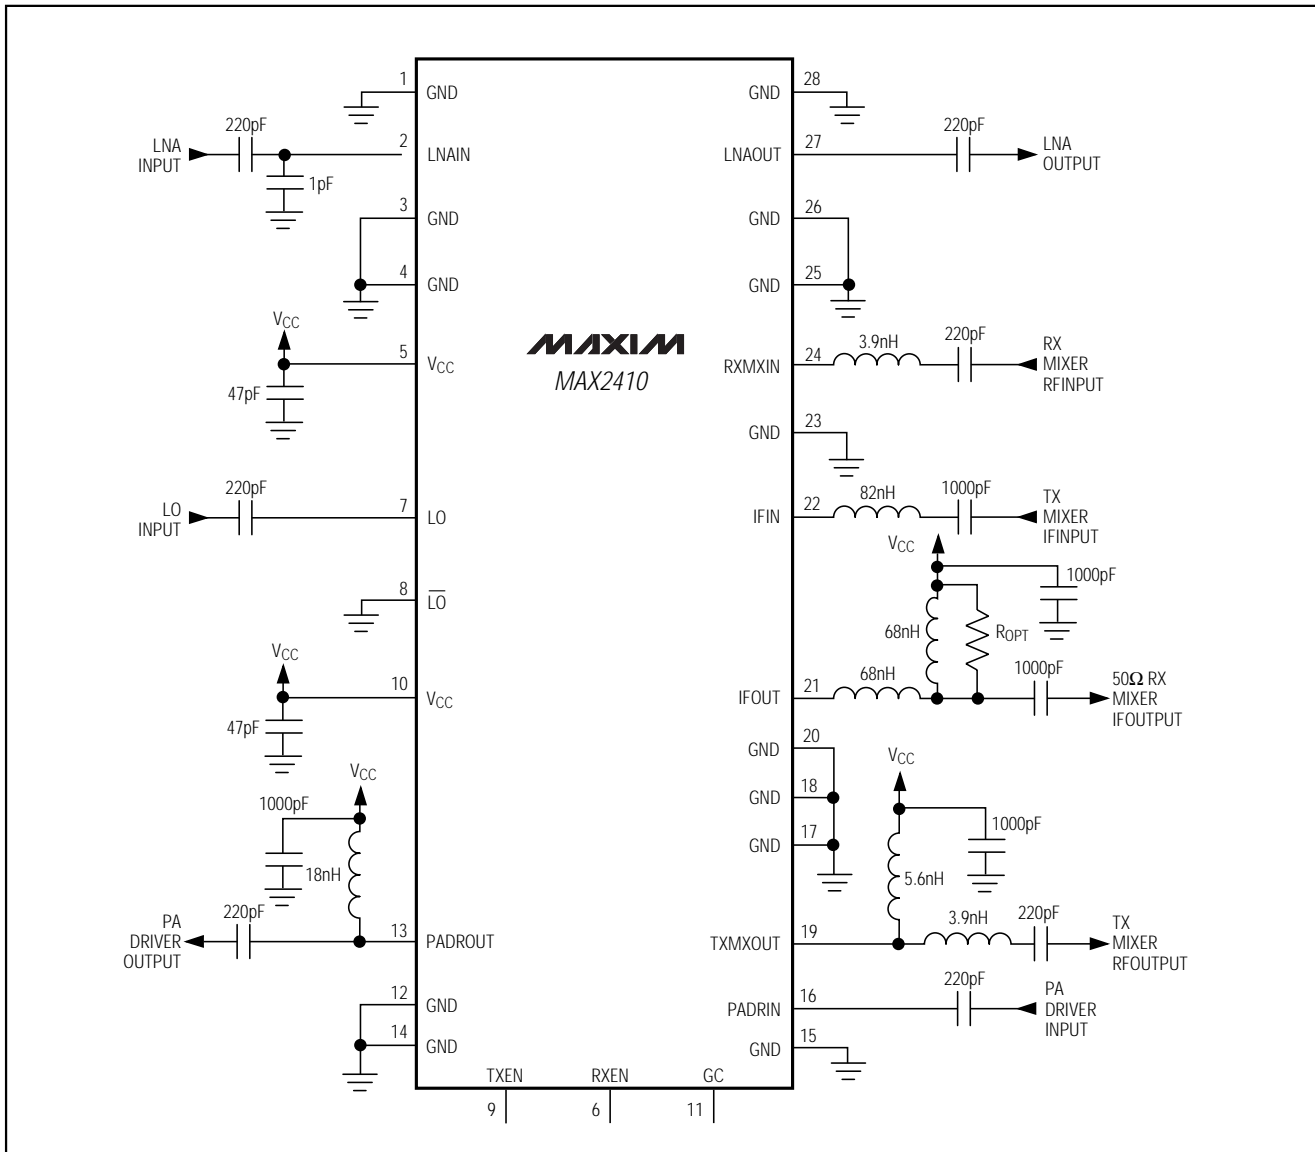 1
GND
28
GND
220pF
LNA
INPUT
2
LNAIN
1pF
LNAOUT
27
220pF
LNA
OUTPUT
3
GND
GND
26
4
GND
GND
25
VCC
5
VCC
47pF
MAXIM
MAX2410
RXMXIN
24
3.9nH
220pF
RX
MIXER
RFINPUT
GND
23
220pF
LO
INPUT
7
LO
IFIN
22
82nH
1000pF
TX
MIXER
IFINPUT
VCC
1000pF
8
LO
68nH
ROPT
VCC
10
VCC
47pF
IFOUT
21
68nH
1000pF
50Ω RX
MIXER
IFOUTPUT
GND
20
GND
18
GND
17
VCC
1000pF
5.6nH
VCC
1000pF
18nH
PA
DRIVER
OUTPUT
220pF
13
PADROUT
TXMXOUT
19
3.9nH
220pF
TX
MIXER
RFOUTPUT
12
GND
14
GND
PADRIN
16
220pF
PA
DRIVER
INPUT
GND
15
TXEN
RXEN
GC
9
6
11